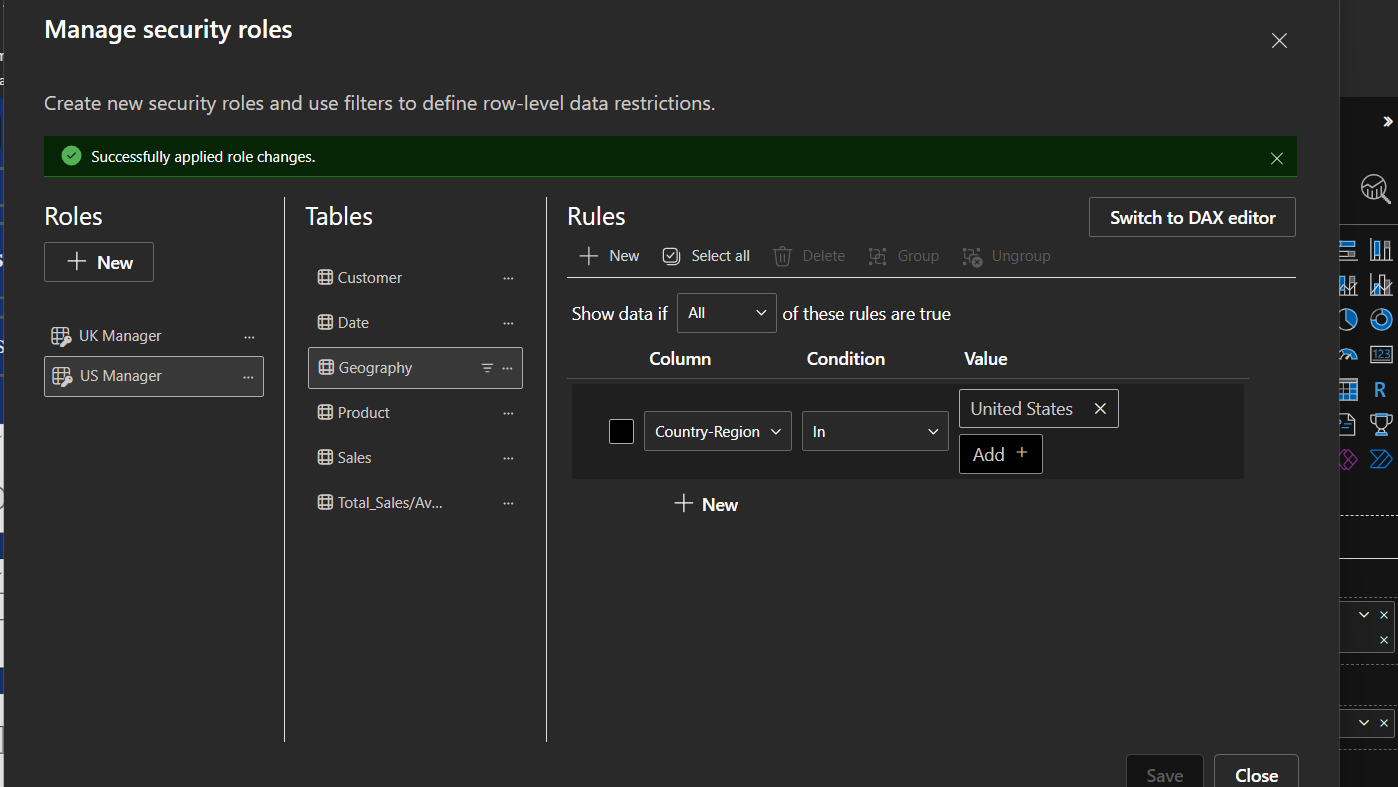 Manage security roles
Create new security roles and use filters to define row-level data restrictions.
Successfully applied role changes.
Roles
New
UK Manager
US Manager
Tables
Customer
Date
Geography
Product
Sales
Total_Sales/Av...
Rules
Switch to DAX editor
New
Select all
Delete
Group
Ungroup
Show data if All of these rules are true
Column Condition Value
Country-Region In United States
Add +
New
Save
Close
123
R